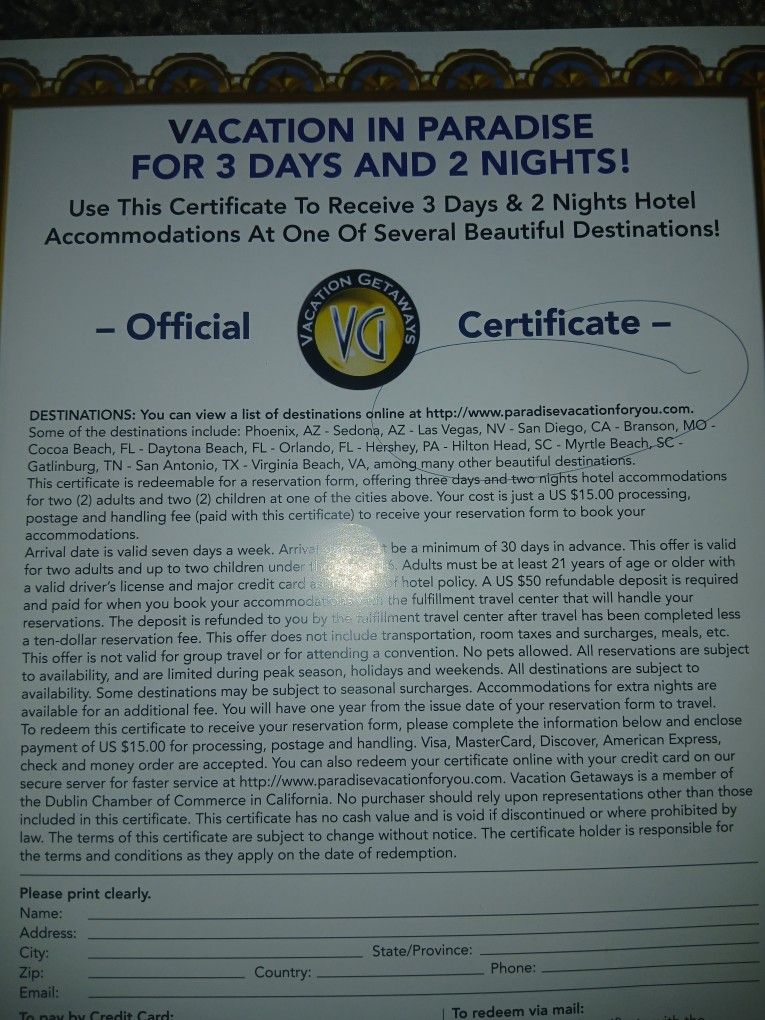 VACATION IN PARADISE
FOR 3 DAYS AND 2 NIGHTS!
Use This Certificate To Receive 3 Days & 2 Nights Hotel
Accommodations At One Of Several Beautiful Destinations!
– Official
VACATION GETAWAYS
VG
Certificate –
DESTINATIONS: You can view a list of destinations online at http://www.paradisevacationforyou.com.
Some of the destinations include: Phoenix, AZ - Sedona, AZ - Las Vegas, NV - San Diego, CA - Branson, MO -
Cocoa Beach, FL - Daytona Beach, FL - Orlando, FL - Hershey, PA - Hilton Head, SC - Myrtle Beach, SC -
Gatlinburg, TN - San Antonio, TX - Virginia Beach, VA, among many other beautiful destinations.
This certificate is redeemable for a reservation form, offering three days and two nights hotel accommodations
for two (2) adults and two (2) children at one of the cities above. Your cost is just a US $15.00 processing,
postage and handling fee (paid with this certificate) to receive your reservation form to book your
accommodations.
Arrival date is valid seven days a week. Arrival be a minimum of 30 days in advance. This offer is valid
for two adults and up to two children under Adults must be at least 21 years of age or older with
a valid driver's license and major credit card of hotel policy. A US $50 refundable deposit is required
and paid for when you book your accommodations with the fulfillment travel center that will handle your
reservations. The deposit is refunded to you by the fulfillment travel center after travel has been completed less
a ten-dollar reservation fee. This offer does not include transportation, room taxes and surcharges, meals, etc.
This offer is not valid for group travel or for attending a convention. No pets allowed. All reservations are subject
to availability, and are limited during peak season, holidays and weekends. All destinations are subject to
availability. Some destinations may be subject to seasonal surcharges. Accommodations for extra nights are
available for an additional fee. You will have one year from the issue date of your reservation form to travel.
To redeem this certificate to receive your reservation form, please complete the information below and enclose
payment of US $15.00 for processing, postage and handling. Visa, MasterCard, Discover, American Express,
check and money order are accepted. You can also redeem your certificate online with your credit card on our
secure server for faster service at http://www.paradisevacationforyou.com. Vacation Getaways is a member of
the Dublin Chamber of Commerce in California. No purchaser should rely upon representations other than those
included in this certificate. This certificate has no cash value and is void if discontinued or where prohibited by
law. The terms of this certificate are subject to change without notice. The certificate holder is responsible for
the terms and conditions as they apply on the date of redemption.
Please print clearly.
Name:
Address:
City: State/Province:
Zip: Country: Phone:
Email:
To pay by Credit Card:
To redeem via mail: